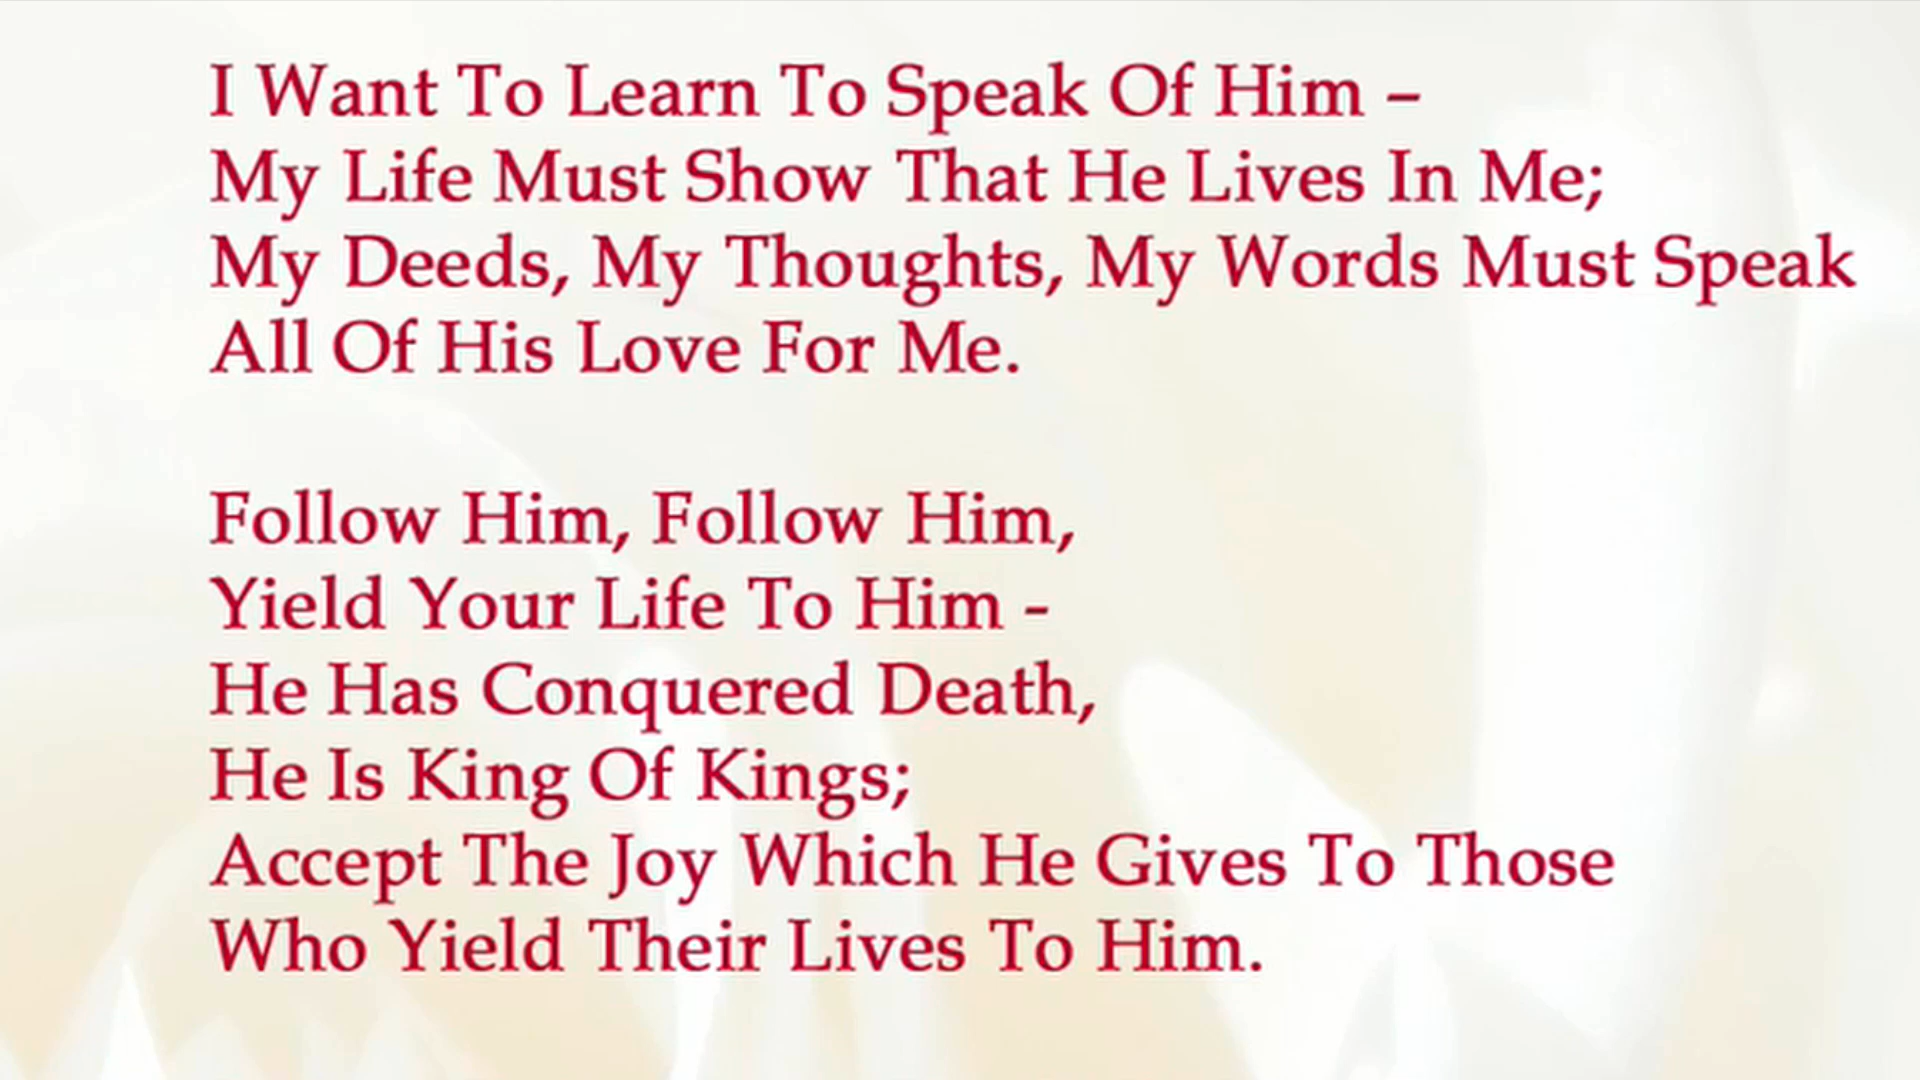 I Want To Learn To Speak Of Him –
My Life Must Show That He Lives In Me;
My Deeds, My Thoughts, My Words Must Speak
All Of His Love For Me.
Follow Him, Follow Him,
Yield Your Life To Him -
He Has Conquered Death,
He Is King Of Kings;
Accept The Joy Which He Gives To Those
Who Yield Their Lives To Him.